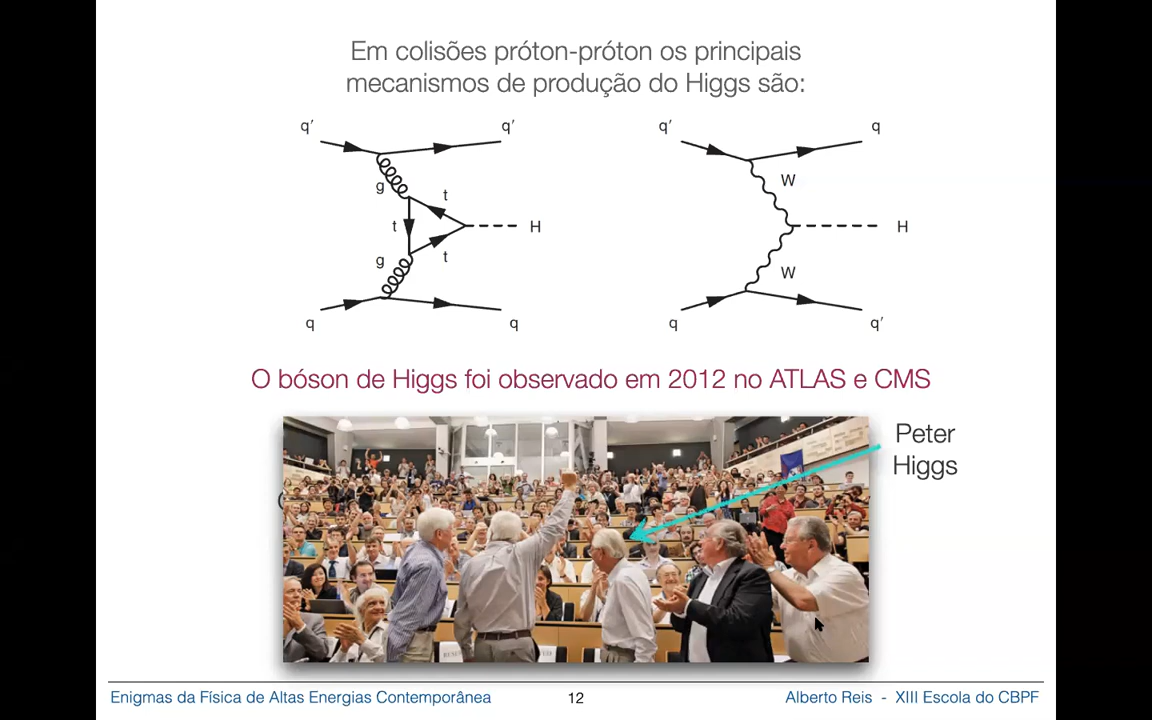 Em colisões próton-próton os principais
mecanismos de produção do Higgs são:
q′ q′ q′ q
g t W
t H H
g t W
q q q q′
O bóson de Higgs foi observado em 2012 no ATLAS e CMS
Peter
Higgs
Enigmas da Física de Altas Energias Contemporânea 12 Alberto Reis - XIII Escola do CBPF